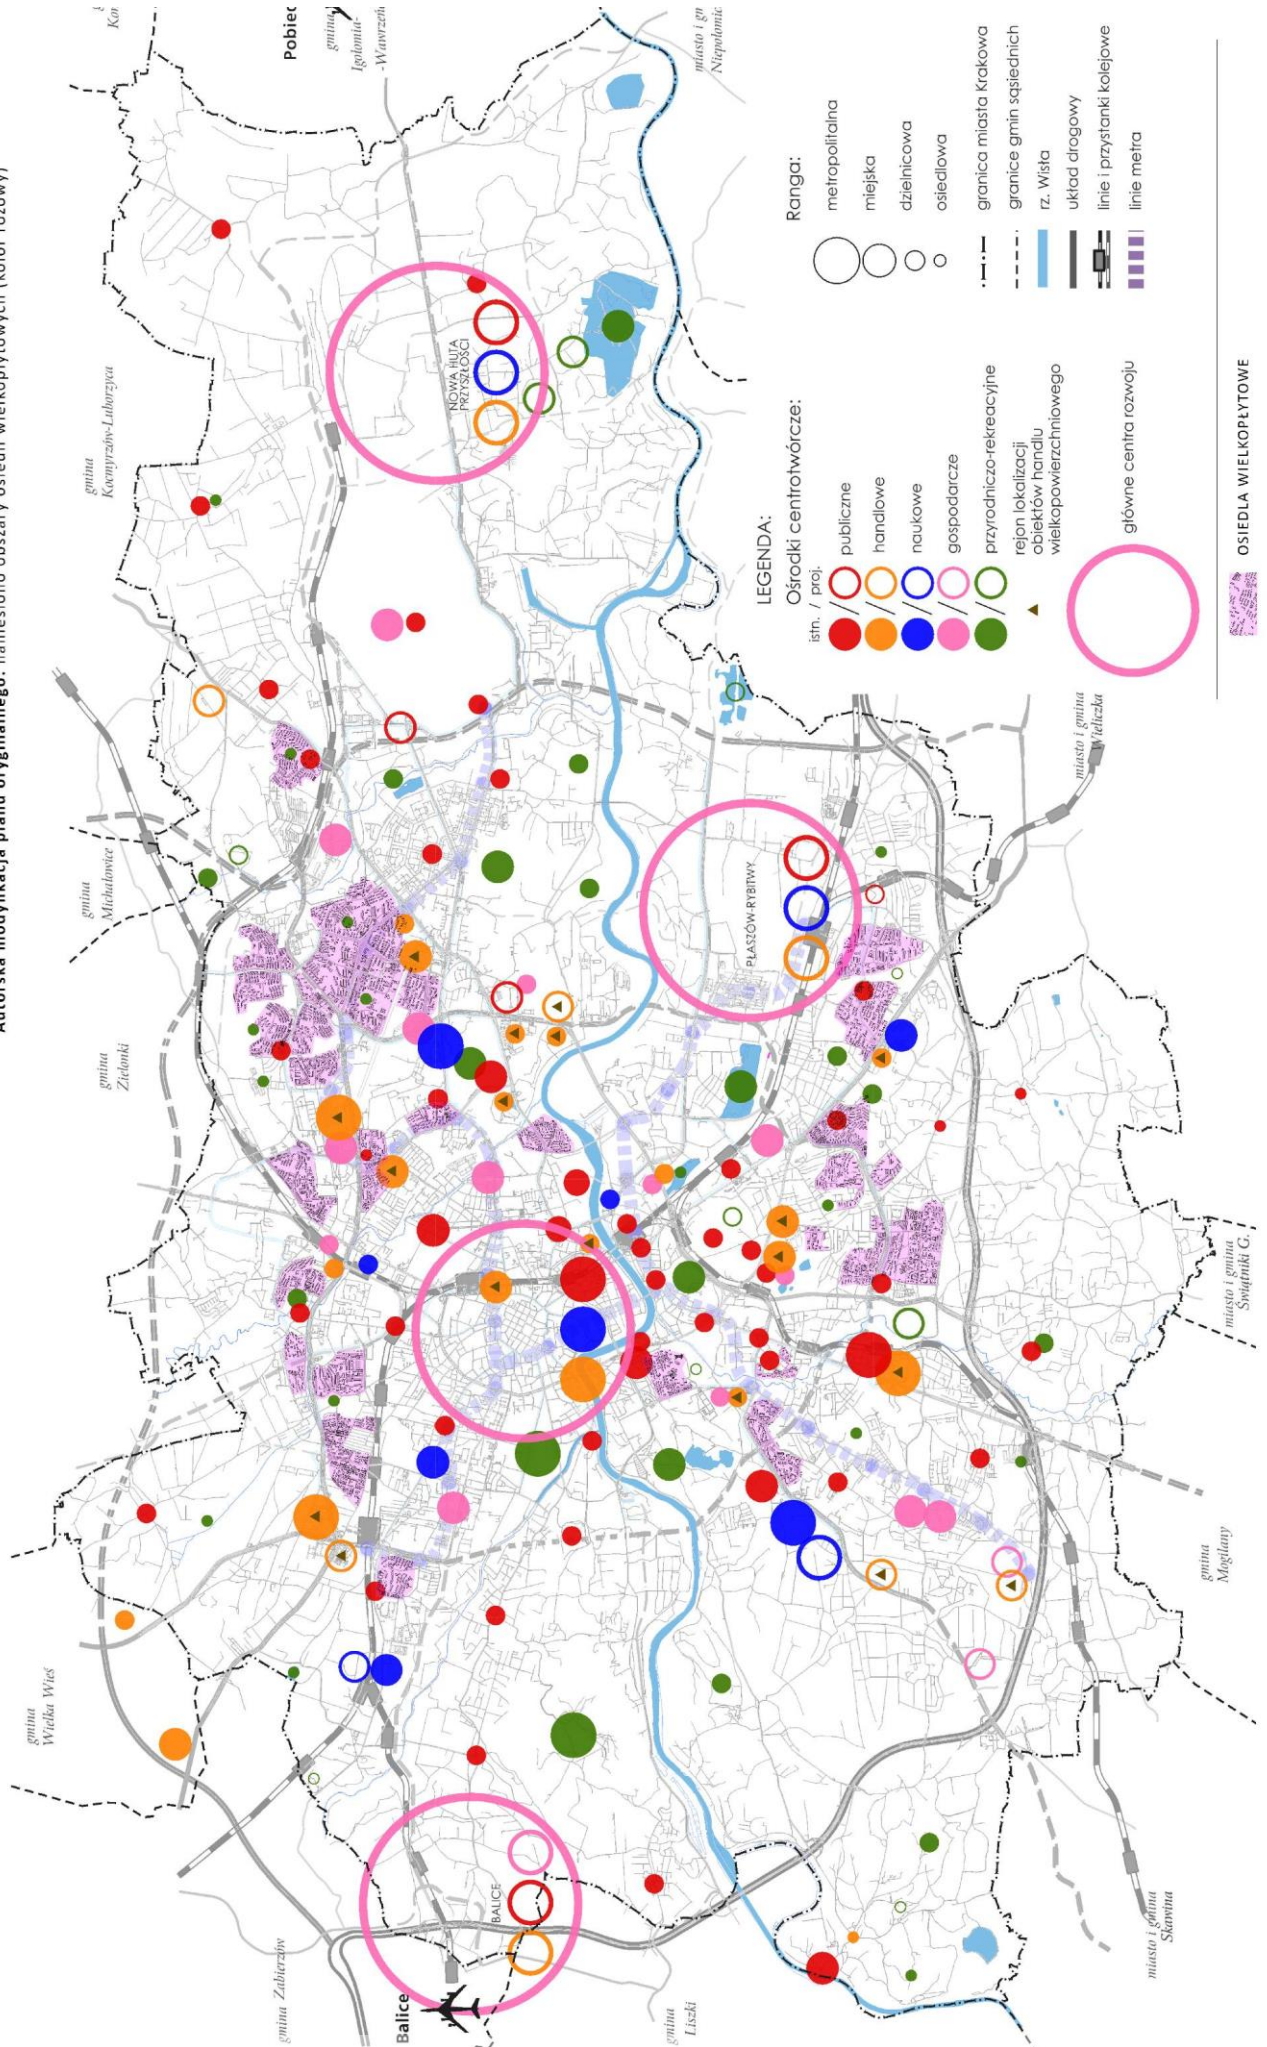 Autorska modyfikacja planu oryginalnego: naniesiono obszary osiedli wielkopłytowych (kolor różowy)
gmina
Wielka Wieś
gmina
Zielonki
gmina
Michałowice
gmina
Kocmyrzów-Luborzyca
gmina
Igołomia-
-Wawrzeń
Pobied
gmina Zabierzów
Balice
BALICE
gmina
Liszki
NOWA HUTA
PRZYSZŁOŚCI
PŁASZÓW-RYBITWY
miasto i gm
Niepołomic
miasto i gmina
Wieliczka
miasto i gmina
Świątniki G.
gmina
Mogilany
miasto i gmina
Skawina
LEGENDA:
Ośrodki centrotwórcze:
istn. / proj.
publiczne
handlowe
naukowe
gospodarcze
przyrodniczo-rekreacyjne
rejon lokalizacji
obiektów handlu
wielkopowierzchniowego
główne centra rozwoju
Ranga:
metropolitalna
miejska
dzielnicowa
osiedlowa
granica miasta Krakowa
granice gmin sąsiednich
rz. Wisła
układ drogowy
linie i przystanki kolejowe
linie metra
OSIEDLA WIELKOPŁYTOWE